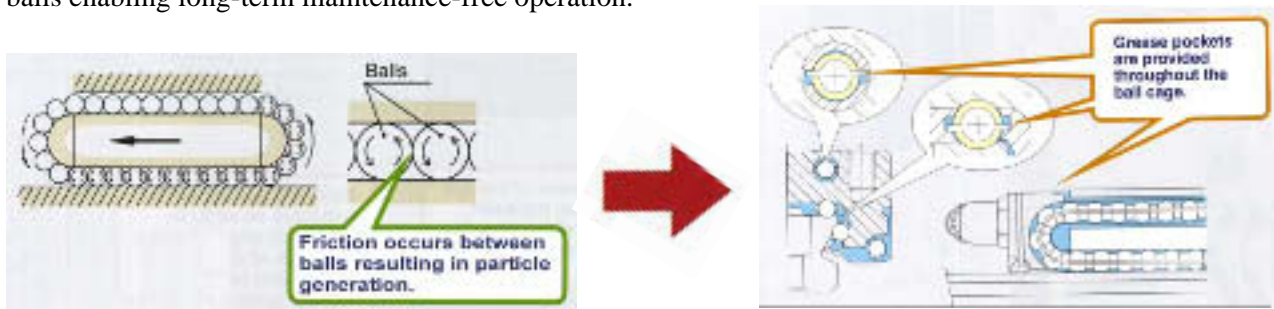 balls enabling long-term maintenance-free operation.
Balls
Friction occurs between
balls resulting in particle
generation.
Grease pockets
are provided
throughout the
ball cage.